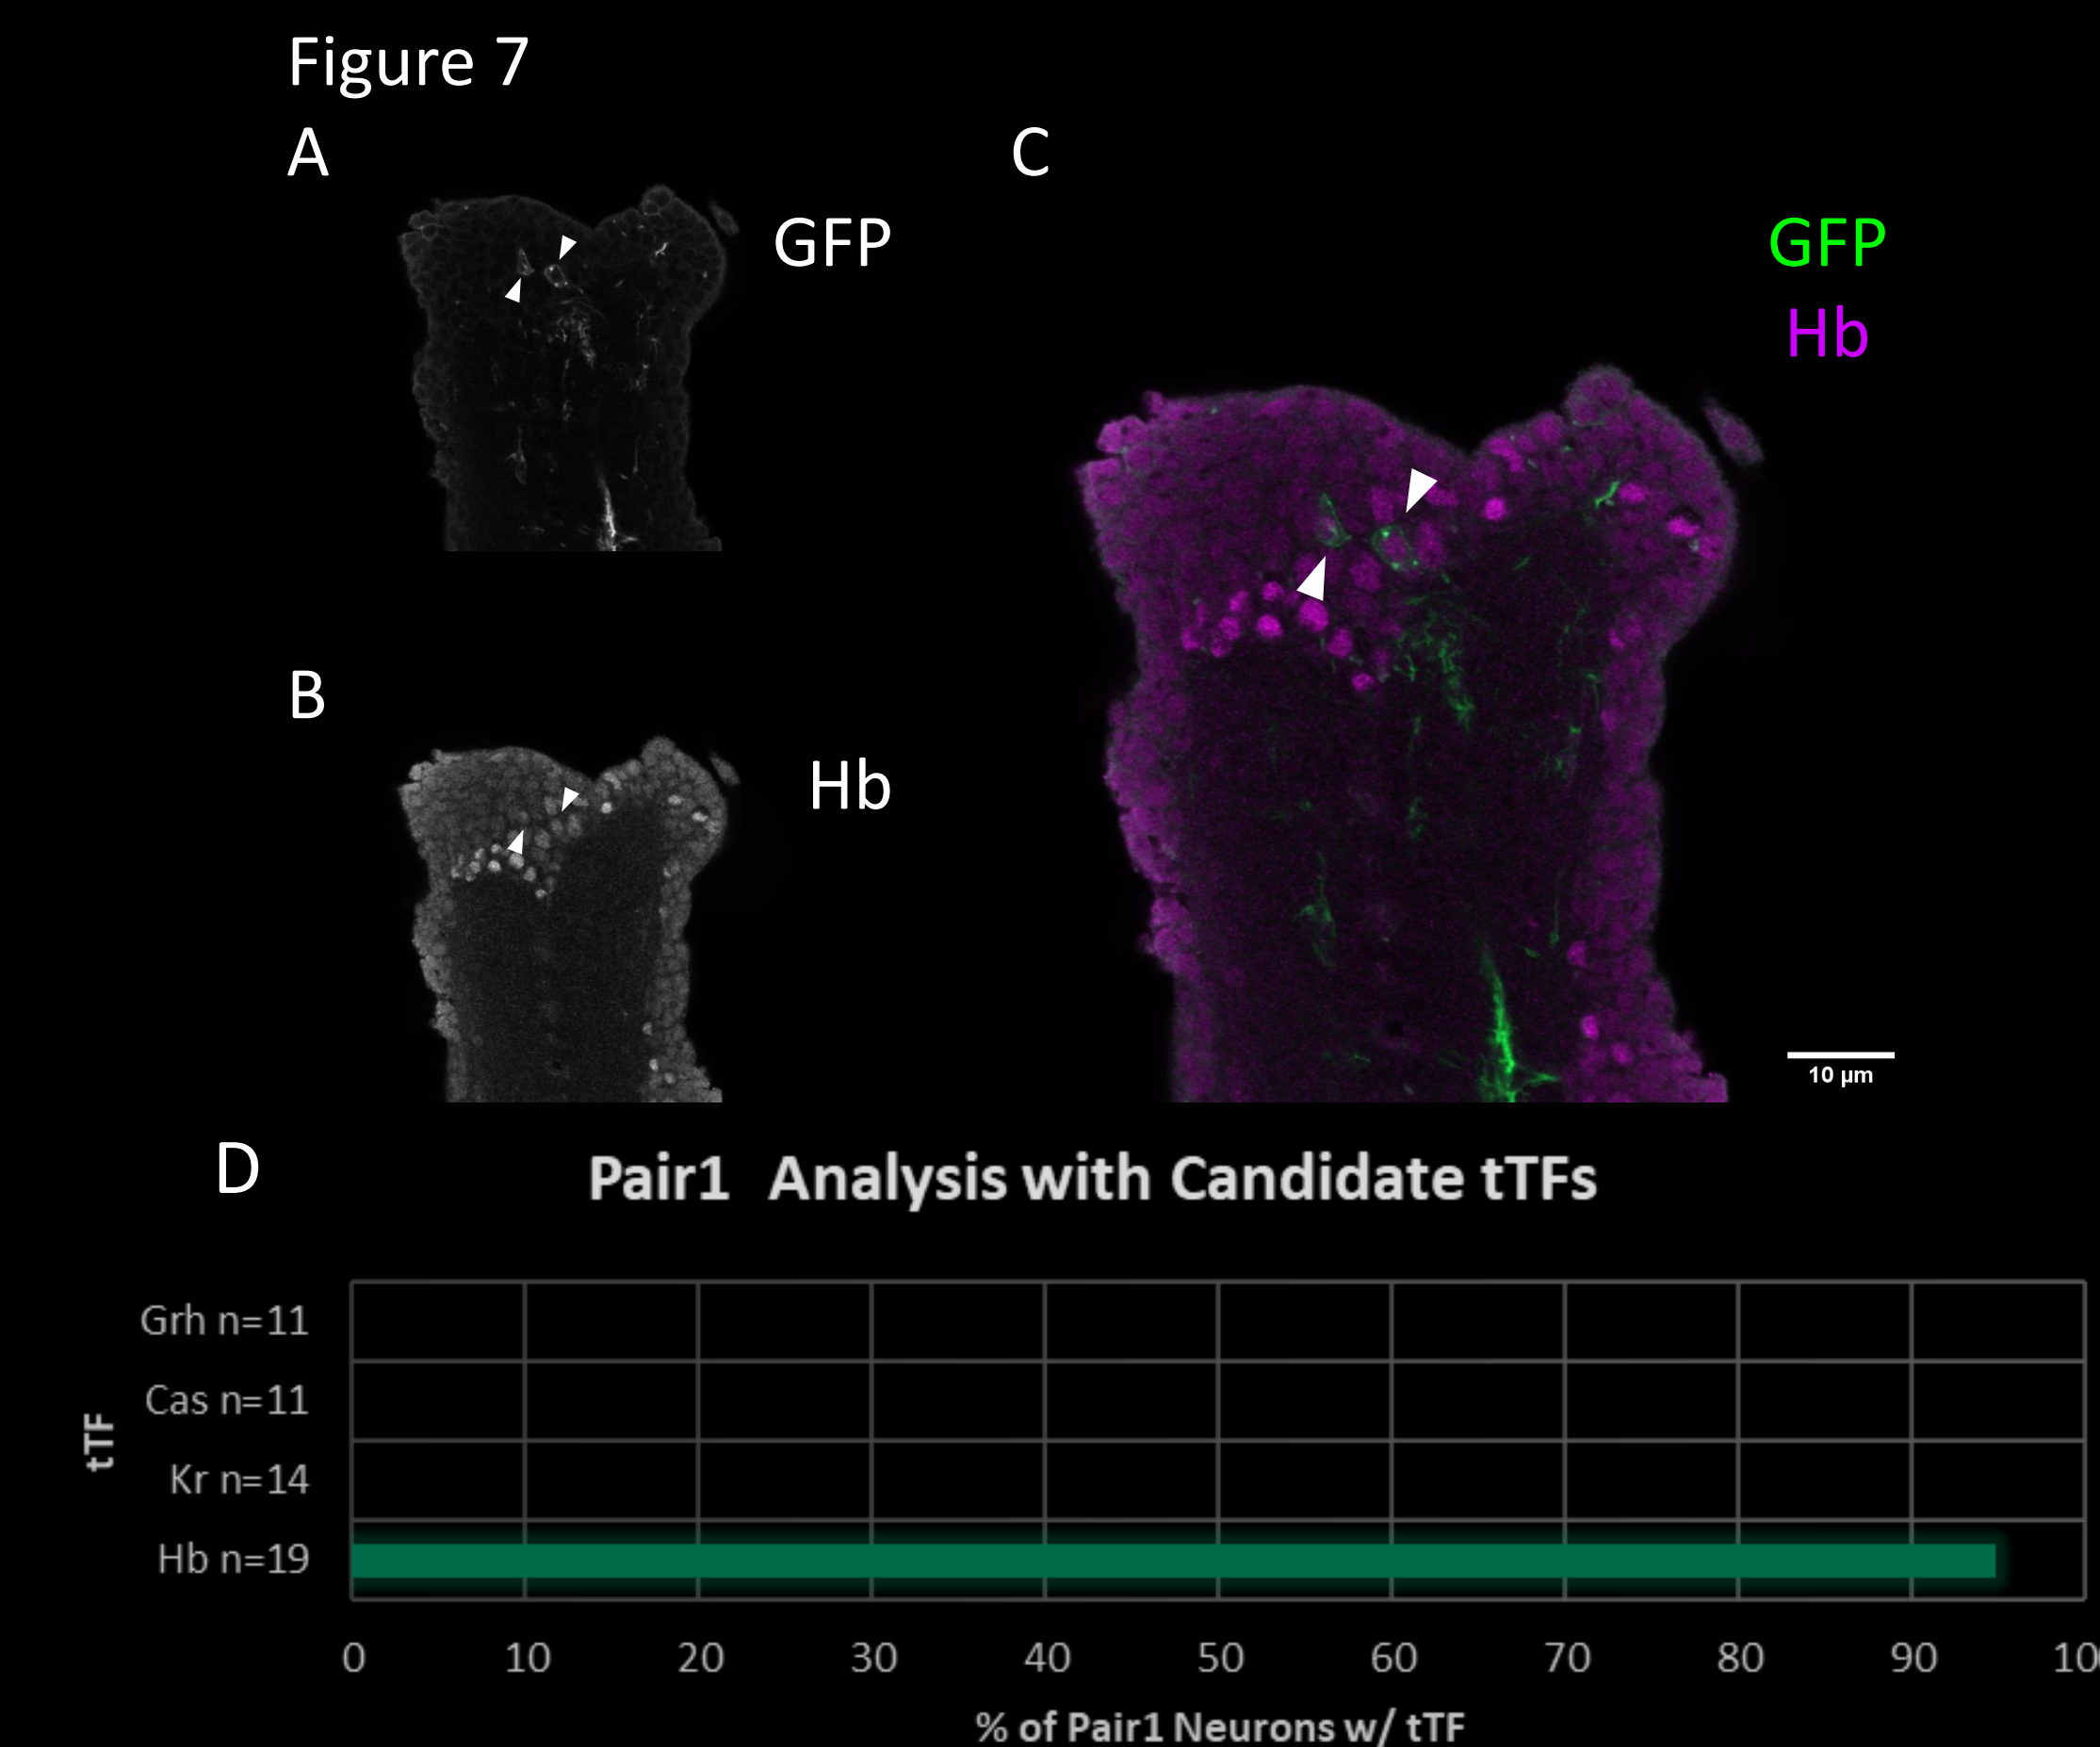 Figure 7
A
GFP
B
Hb
C
GFP
Hb
10 µm
D
Pair1 Analysis with Candidate tTFs
tTF
Grh n=11
Cas n=11
Kr n=14
Hb n=19
0 10 20 30 40 50 60 70 80 90 10
% of Pair1 Neurons w/ tTF